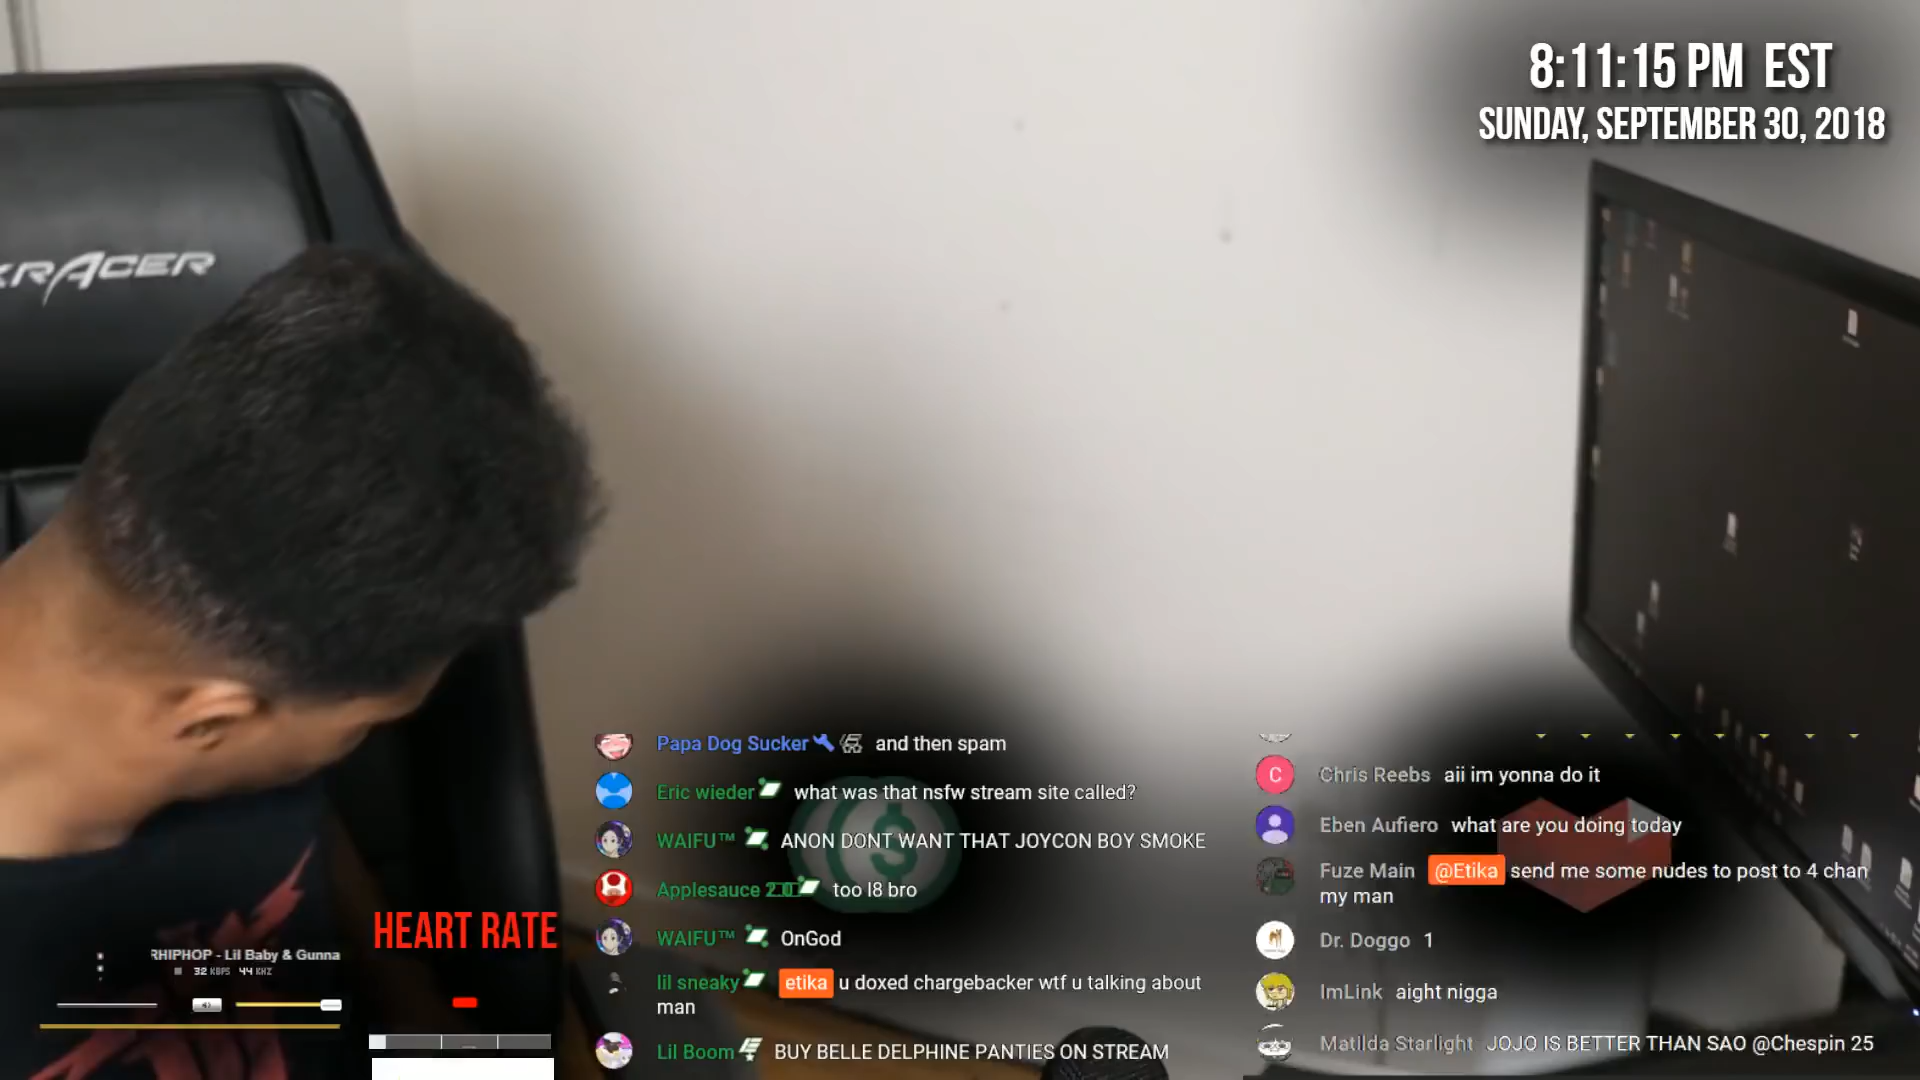 8:11:15 PM EST
SUNDAY, SEPTEMBER 30, 2018
RACER
Papa Dog Sucker and then spam
Eric wieder what was that nsfw stream site called?
WAIFU™ ANON DONT WANT THAT JOYCON BOY SMOKE
Applesauce 2.0 too l8 bro
WAIFU™ OnGod
lil sneaky etika u doxed chargebacker wtf u talking about
man
Lil Boom BUY BELLE DELPHINE PANTIES ON STREAM
C Chris Reebs aii im yonna do it
Eben Aufiero what are you doing today
Fuze Main @Etika send me some nudes to post to 4 chan
my man
Dr. Doggo 1
ImLink aight nigga
Matilda Starlight JOJO IS BETTER THAN SAO @Chespin 25
HEART RATE
RHIPHOP - Lil Baby & Gunna
32 KBPS 44 KHZ